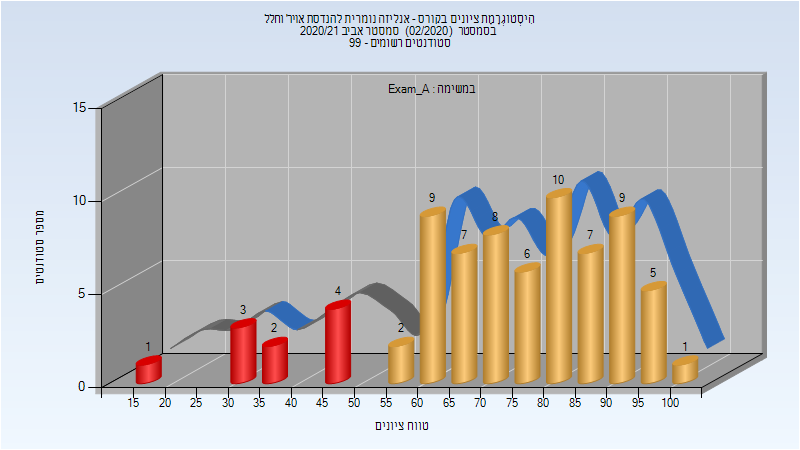 היסטוגרמת ציונים בקורס - אנליזה נומרית להנדסת אויר וחלל
בסמסטר (02/2020) סמסטר אביב 2020/21
סטודנטים רשומים - 99
במשימה : Exam_A
15
10
5
0
מספר סטודנטים
1
3
2
4
2
9
7
8
6
10
7
9
5
1
15 20 25 30 35 40 45 50 55 60 65 70 75 80 85 90 95 100
טווח ציונים